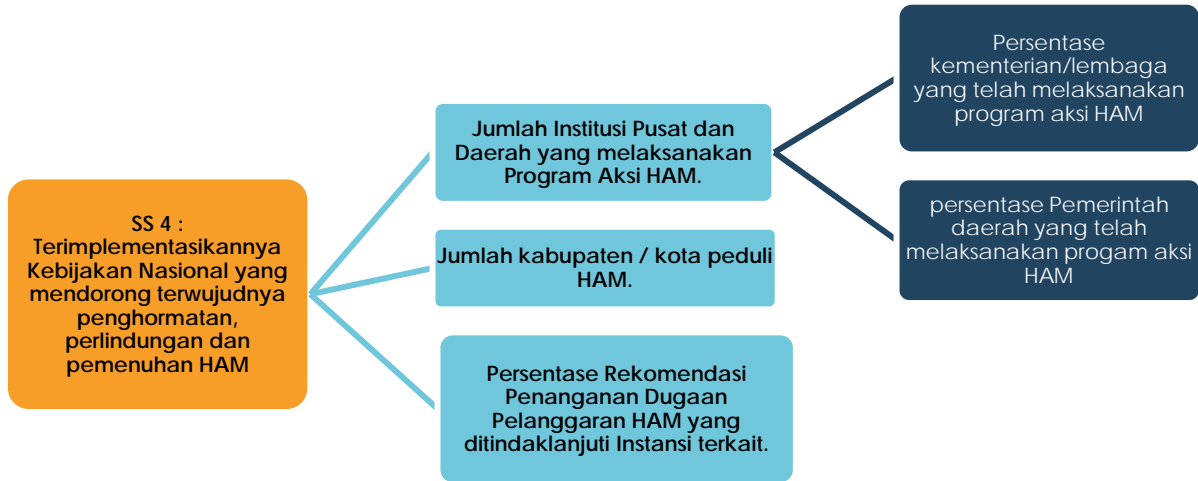 SS 4 :
Terimplementasikannya
Kebijakan Nasional yang
mendorong terwujudnya
penghormatan,
perlindungan dan
pemenuhan HAM
Jumlah Institusi Pusat dan
Daerah yang melaksanakan
Program Aksi HAM.
Persentase
kementerian/lembaga
yang telah melaksanakan
program aksi HAM
persentase Pemerintah
daerah yang telah
melaksanakan progam aksi
HAM
Jumlah kabupaten / kota peduli
HAM.
Persentase Rekomendasi
Penanganan Dugaan
Pelanggaran HAM yang
ditindaklanjuti Instansi terkait.